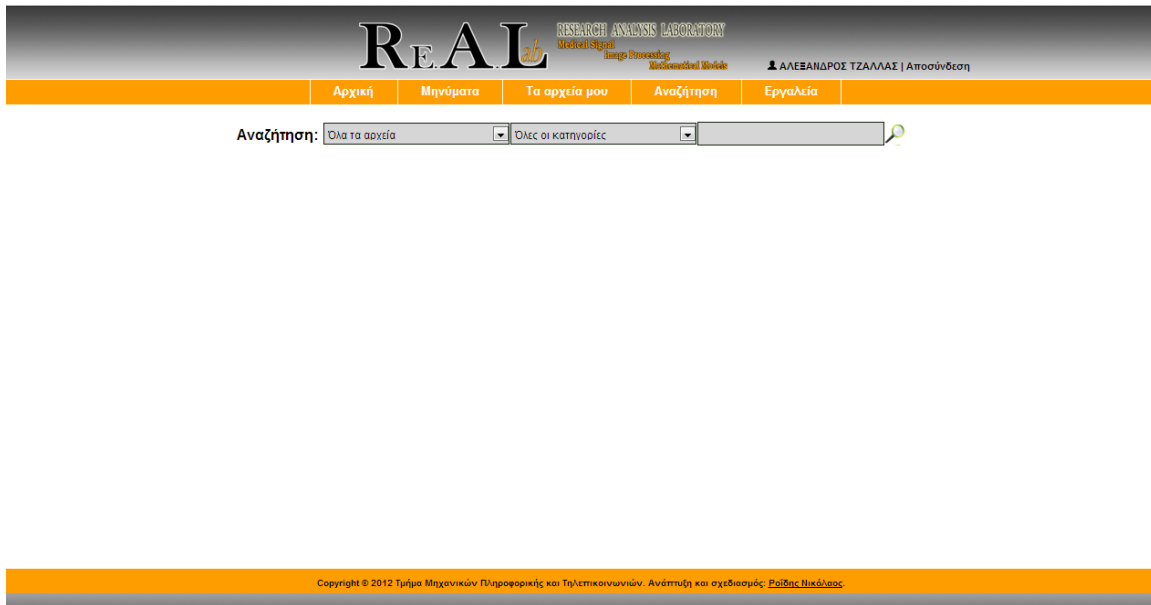 R.E.A.L.ab RESEARCH ANALYSIS LABORATORY
Medical Signal
Image Processing
Mathematical Models
ΑΛΕΞΑΝΔΡΟΣ ΤΖΑΛΛΑΣ | Αποσύνδεση
Αρχική Μηνύματα Τα αρχεία μου Αναζήτηση Εργαλεία
Αναζήτηση: Όλα τα αρχεία Όλες οι κατηγορίες
Copyright © 2012 Τμήμα Μηχανικών Πληροφορικής και Τηλεπικοινωνιών. Ανάπτυξη και σχεδιασμός: Ροΐδης Νικόλαος.